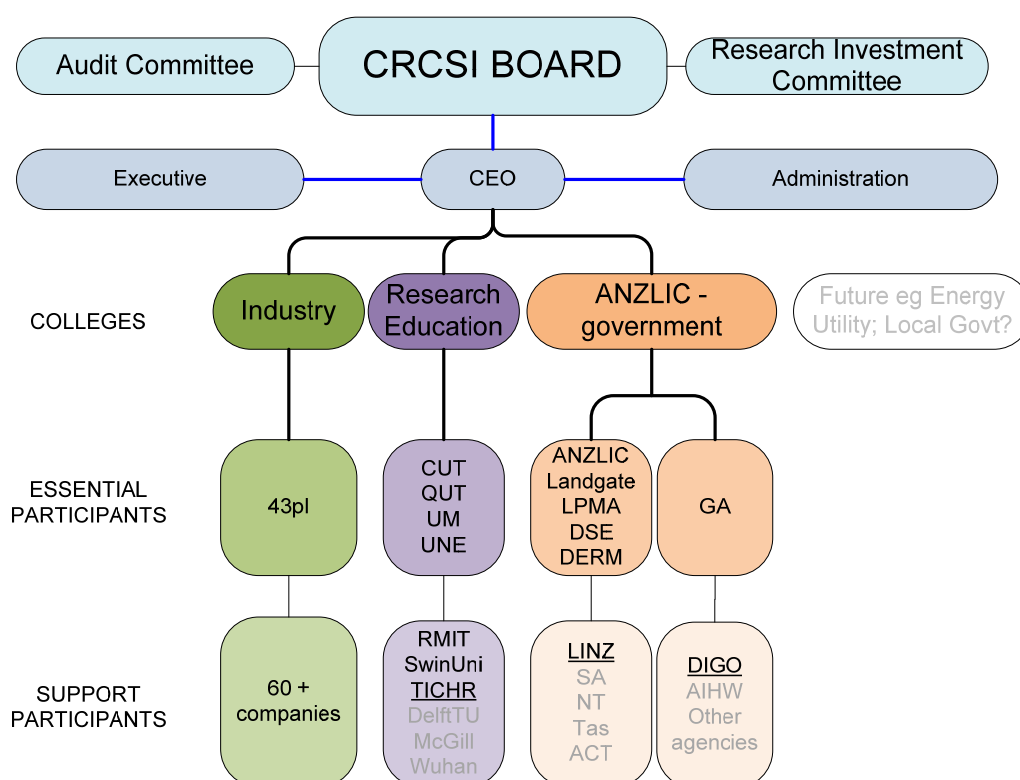 Audit Committee
CRCSI BOARD
Research Investment
Committee
Executive
CEO
Administration
COLLEGES
Industry
Research
Education
ANZLIC -
government
Future eg Energy
Utility; Local Govt?
ESSENTIAL
PARTICIPANTS
43pl
CUT
QUT
UM
UNE
ANZLIC
Landgate
LPMA
DSE
DERM
GA
SUPPORT
PARTICIPANTS
60 +
companies
RMIT
SwinUni
TICHR
DelftTU
McGill
Wuhan
LINZ
SA
NT
Tas
ACT
DIGO
AIHW
Other
agencies